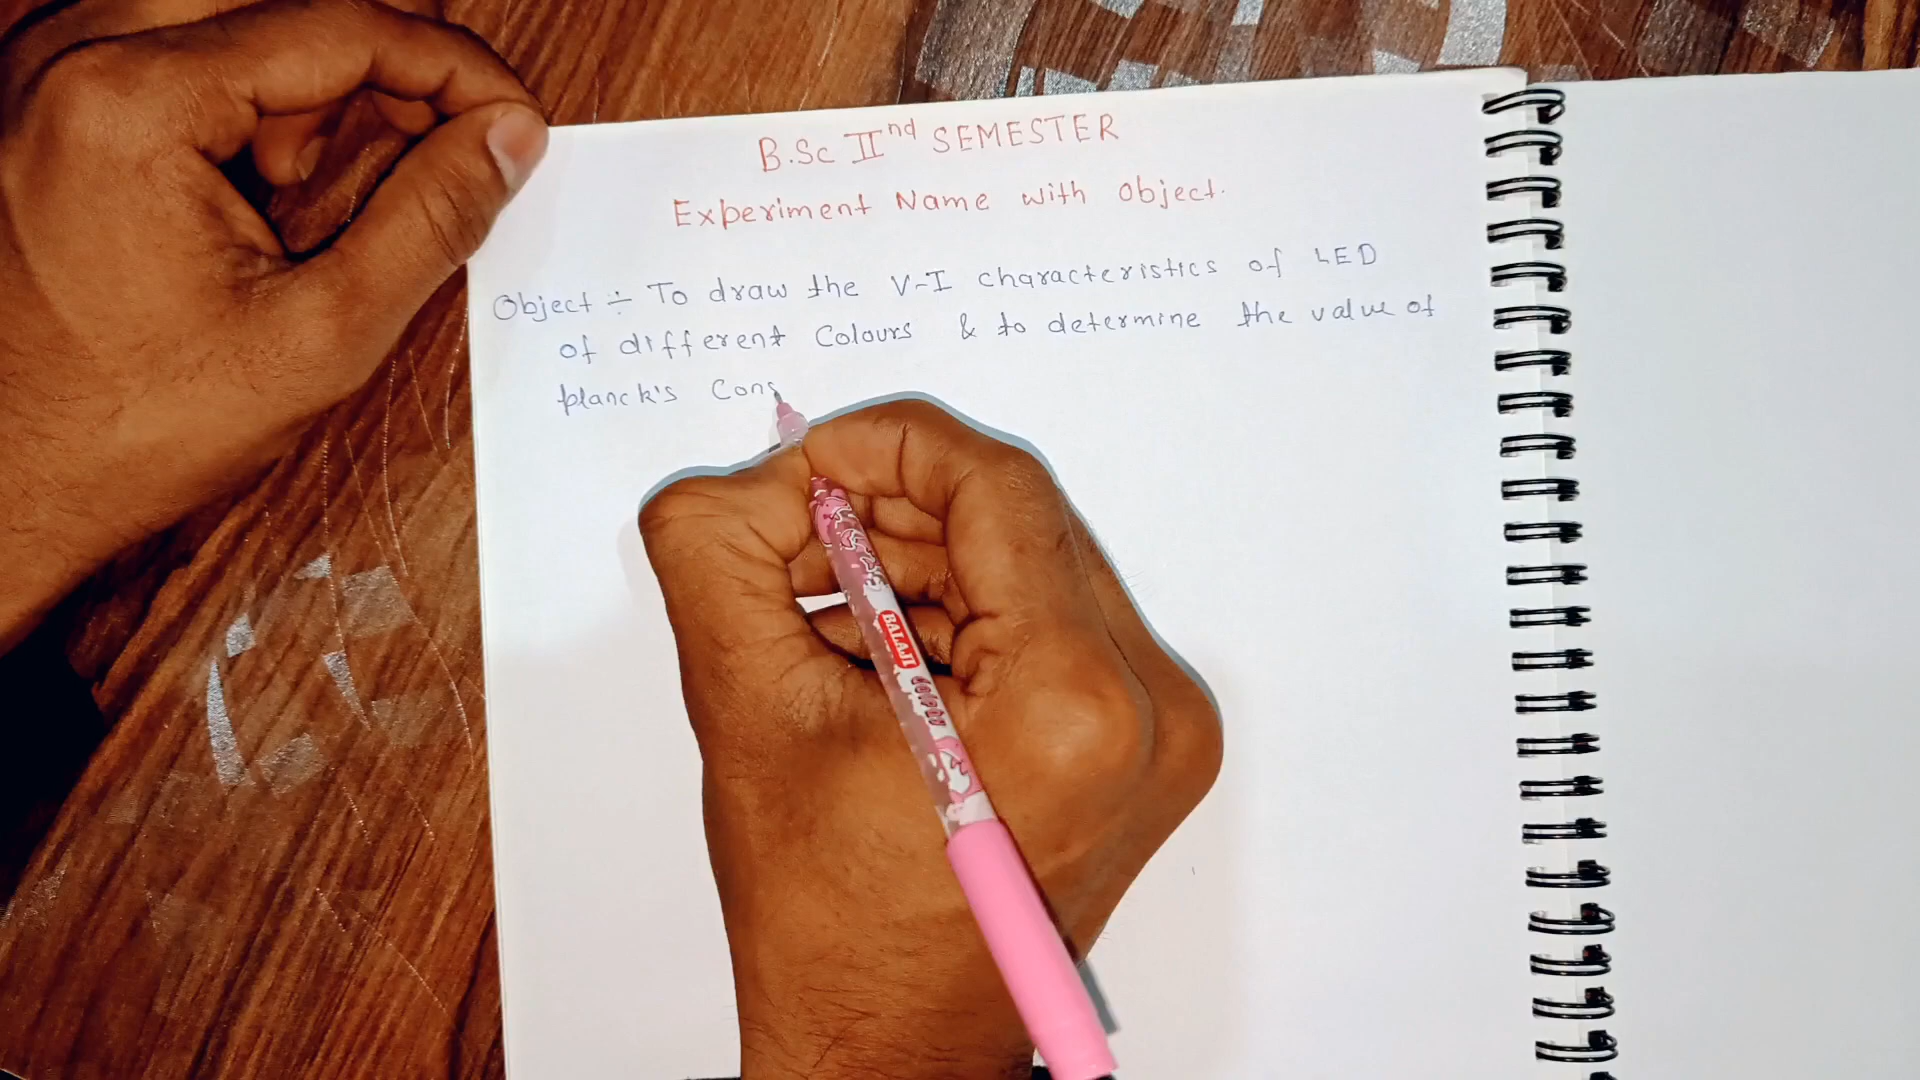 B.Sc IInd SEMESTER
Experiment Name with object.
Object ÷ To draw the V-I characteristics of LED
of different Colours & to determine the value of
planck's Cons
BALAJI